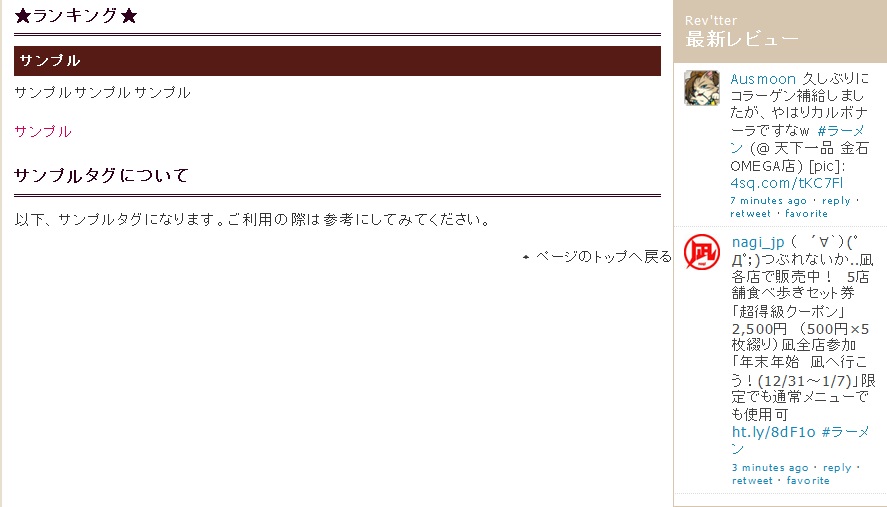 ★ランキング★
サンプル
サンプルサンプルサンプル
サンプル
サンプルタグについて
以下、サンプルタグになります。ご利用の際は参考にしてみてください。
ページのトップへ戻る
Rev'tter
最新レビュー
Ausmoon 久しぶりに
コラーゲン補給しまし
たが、やはりカルボナ
ーラですなw #ラーメ
ン (@ 天下一品 金石
OMEGA店) [pic]:
4sq.com/tKC7Fl
7 minutes ago · reply ·
retweet · favorite
凪
nagi_jp ( ´∀`)(ﾟ
Дﾟ;)つぶれないか..凪
各店で販売中！ 5店
舗食べ歩きセット券
「超得級クーポン」
2,500円 （500円×5
枚綴り）凪全店参加
「年末年始 凪へ行こ
う！(12/31～1/7)」限
定でも通常メニューで
も使用可
ht.ly/8dF1o #ラーメ
ン
3 minutes ago · reply ·
retweet · favorite